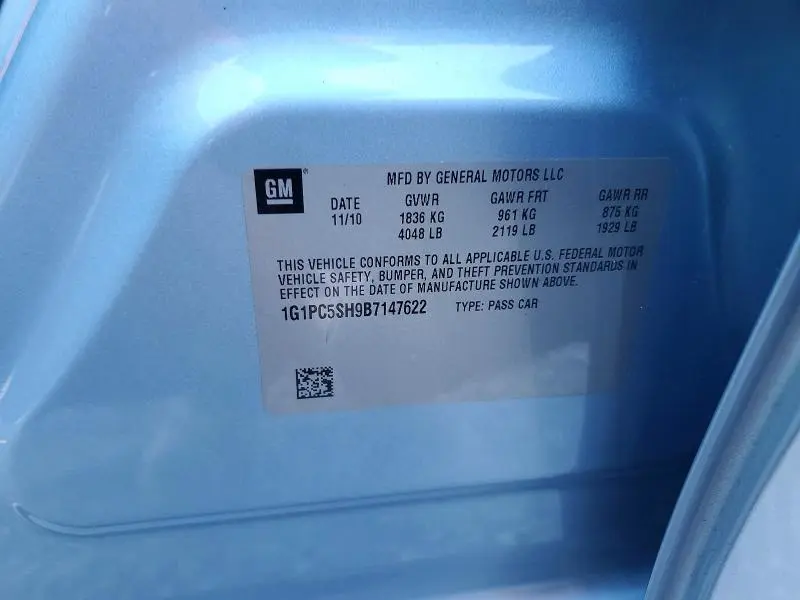 GM
MFD BY GENERAL MOTORS LLC
DATE GVWR GAWR FRT GAWR RR
11/10 1836 KG 961 KG 875 KG
4048 LB 2119 LB 1929 LB
THIS VEHICLE CONFORMS TO ALL APPLICABLE U.S. FEDERAL MOTOR
VEHICLE SAFETY, BUMPER, AND THEFT PREVENTION STANDARDS IN
EFFECT ON THE DATE OF MANUFACTURE SHOWN ABOVE.
1G1PC5SH9B7147622 TYPE: PASS CAR